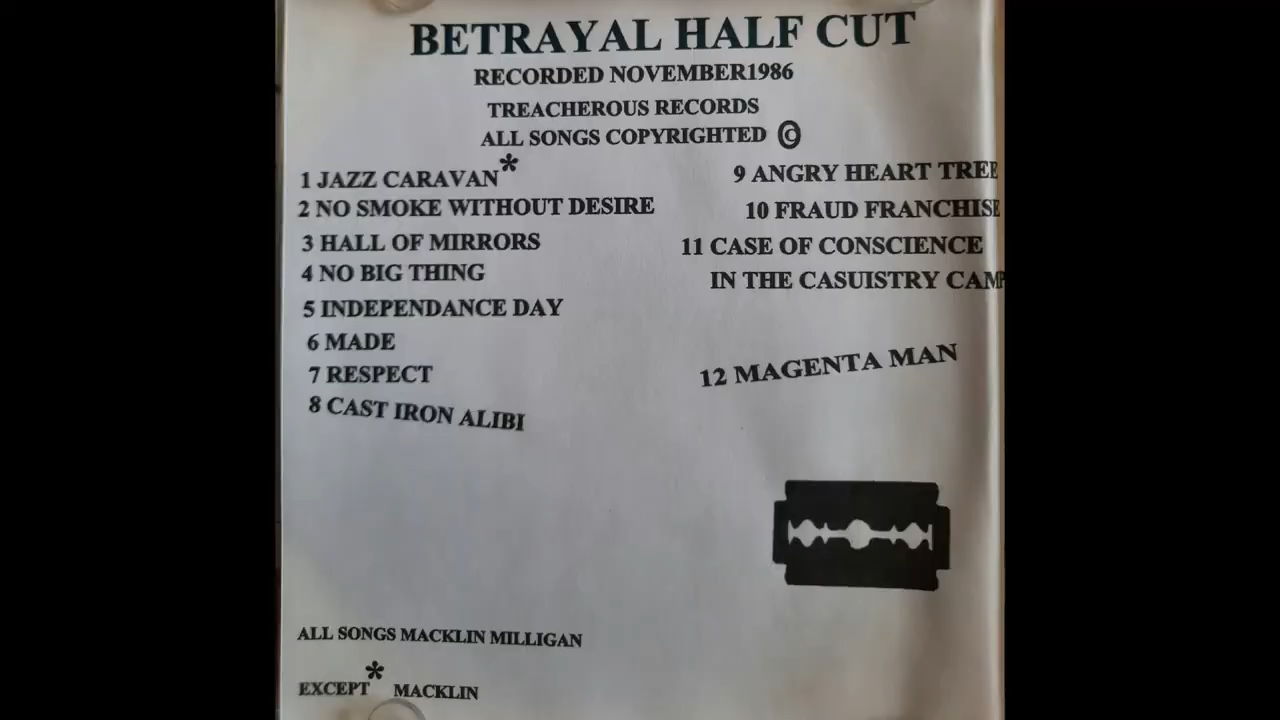 BETRAYAL HALF CUT
RECORDED NOVEMBER1986
TREACHEROUS RECORDS
ALL SONGS COPYRIGHTED ©
1 JAZZ CARAVAN*
2 NO SMOKE WITHOUT DESIRE
3 HALL OF MIRRORS
4 NO BIG THING
5 INDEPENDANCE DAY
6 MADE
7 RESPECT
8 CAST IRON ALIBI
9 ANGRY HEART TREE
10 FRAUD FRANCHISE
11 CASE OF CONSCIENCE
IN THE CASUISTRY CAMP
12 MAGENTA MAN
ALL SONGS MACKLIN MILLIGAN
EXCEPT* MACKLIN